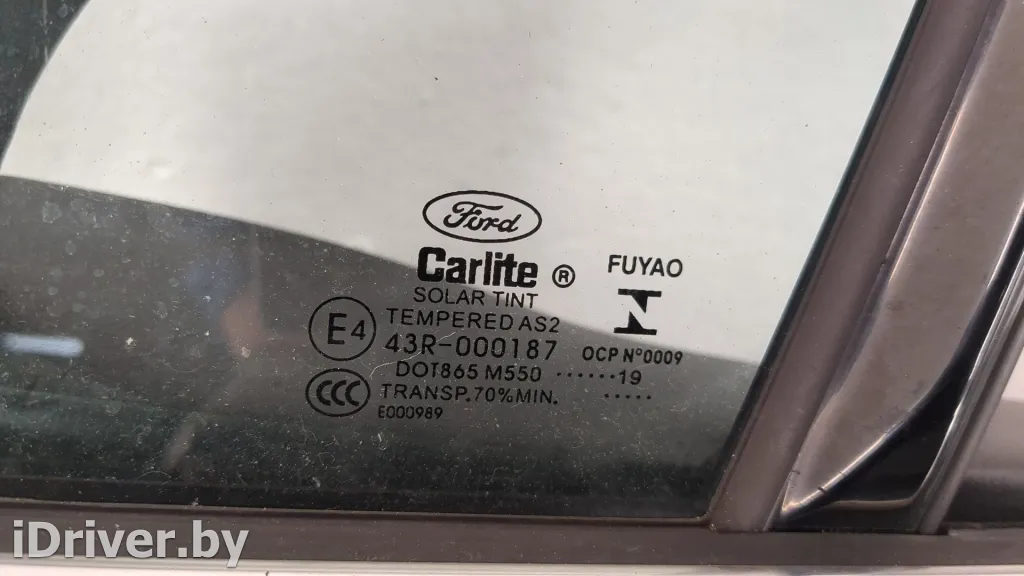 Ford
Carlite ®
SOLAR TINT
TEMPERED AS2
E4
43R-000187
DOT865 M550
CCC
TRANSP.70%MIN.
E000989
FUYAO
N
OCP Nº0009
······19
·····
iDriver.by